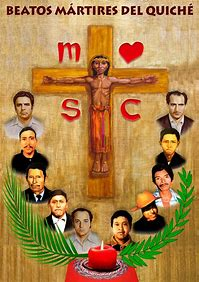 BEATOS MÁRTIRES DEL QUICHÉ
M
S C